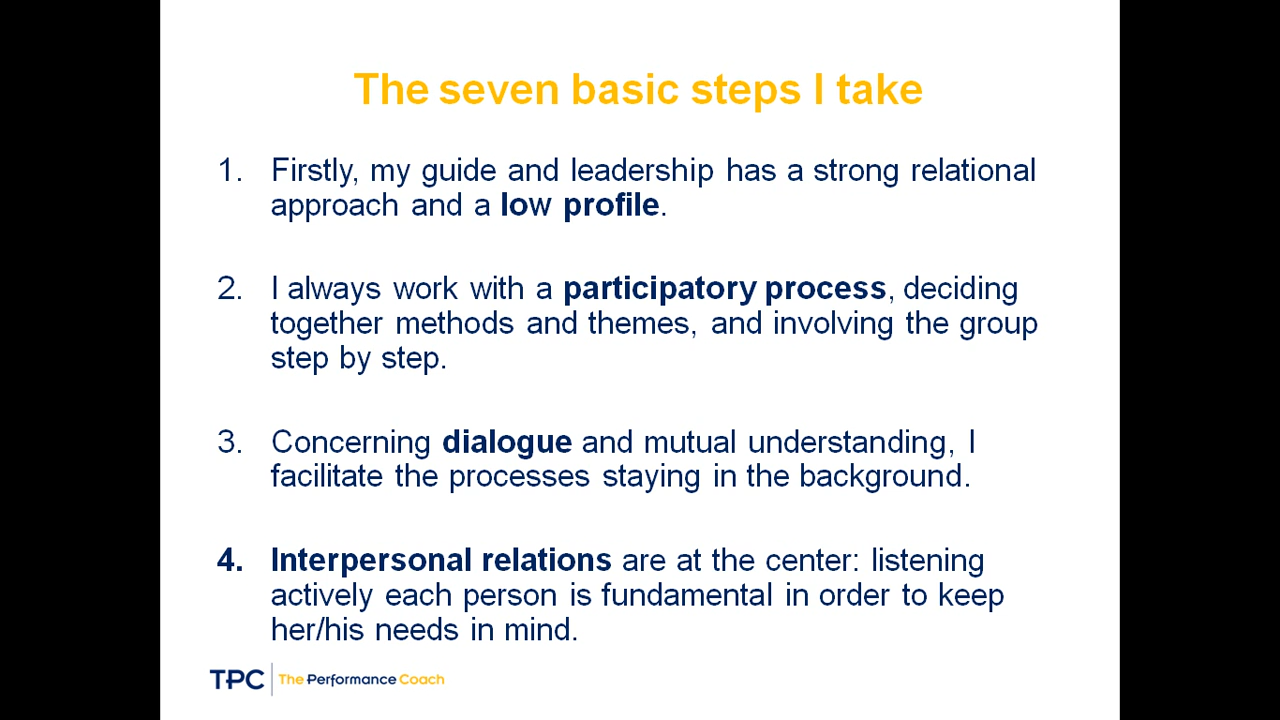 The seven basic steps I take
1. Firstly, my guide and leadership has a strong relational
approach and a low profile.
2. I always work with a participatory process, deciding
together methods and themes, and involving the group
step by step.
3. Concerning dialogue and mutual understanding, I
facilitate the processes staying in the background.
4. Interpersonal relations are at the center: listening
actively each person is fundamental in order to keep
her/his needs in mind.
TPC The Performance Coach